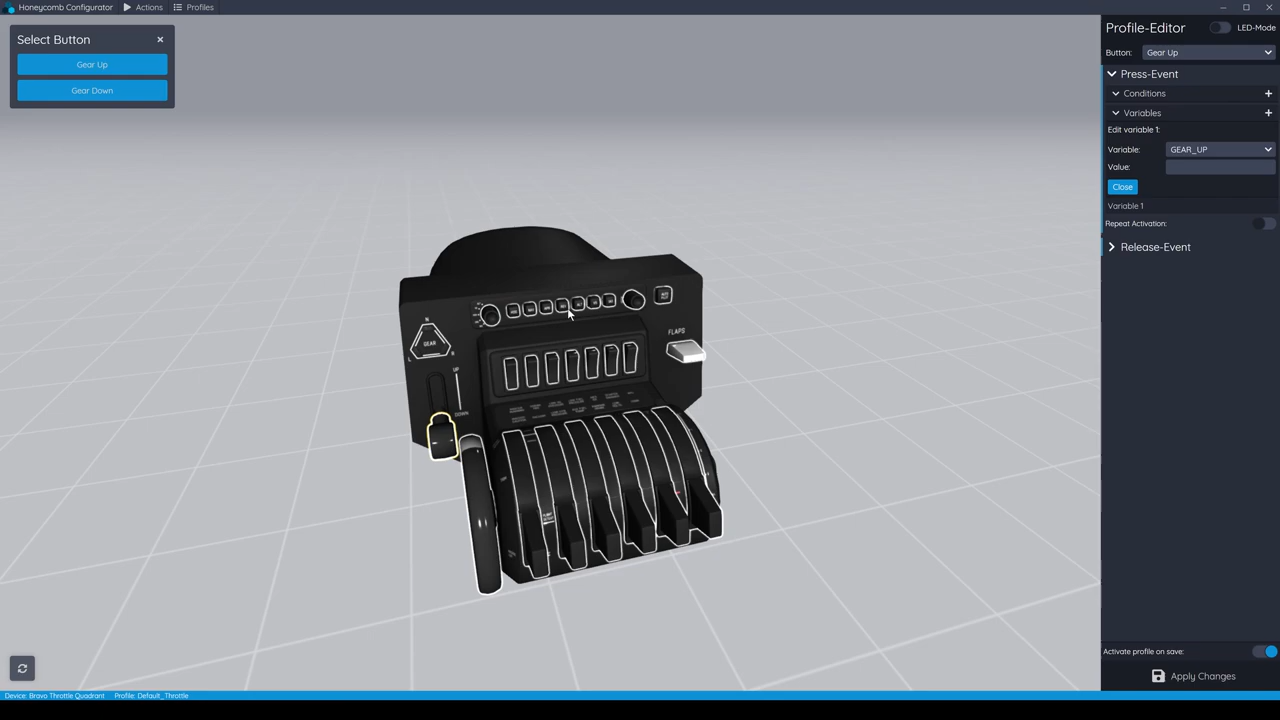 Honeycomb Configurator
Actions
Profiles
Select Button
Gear Up
Gear Down
Profile-Editor
LED-Mode
Button:
Gear Up
Press-Event
Conditions
Variables
Edit variable 1:
Variable:
GEAR_UP
Value:
Close
Variable 1
Repeat Activation:
Release-Event
N
GEAR
L
R
UP
DOWN
FLAPS
Activate profile on save:
Apply Changes
Device: Bravo Throttle Quadrant
Profile: Default_Throttle